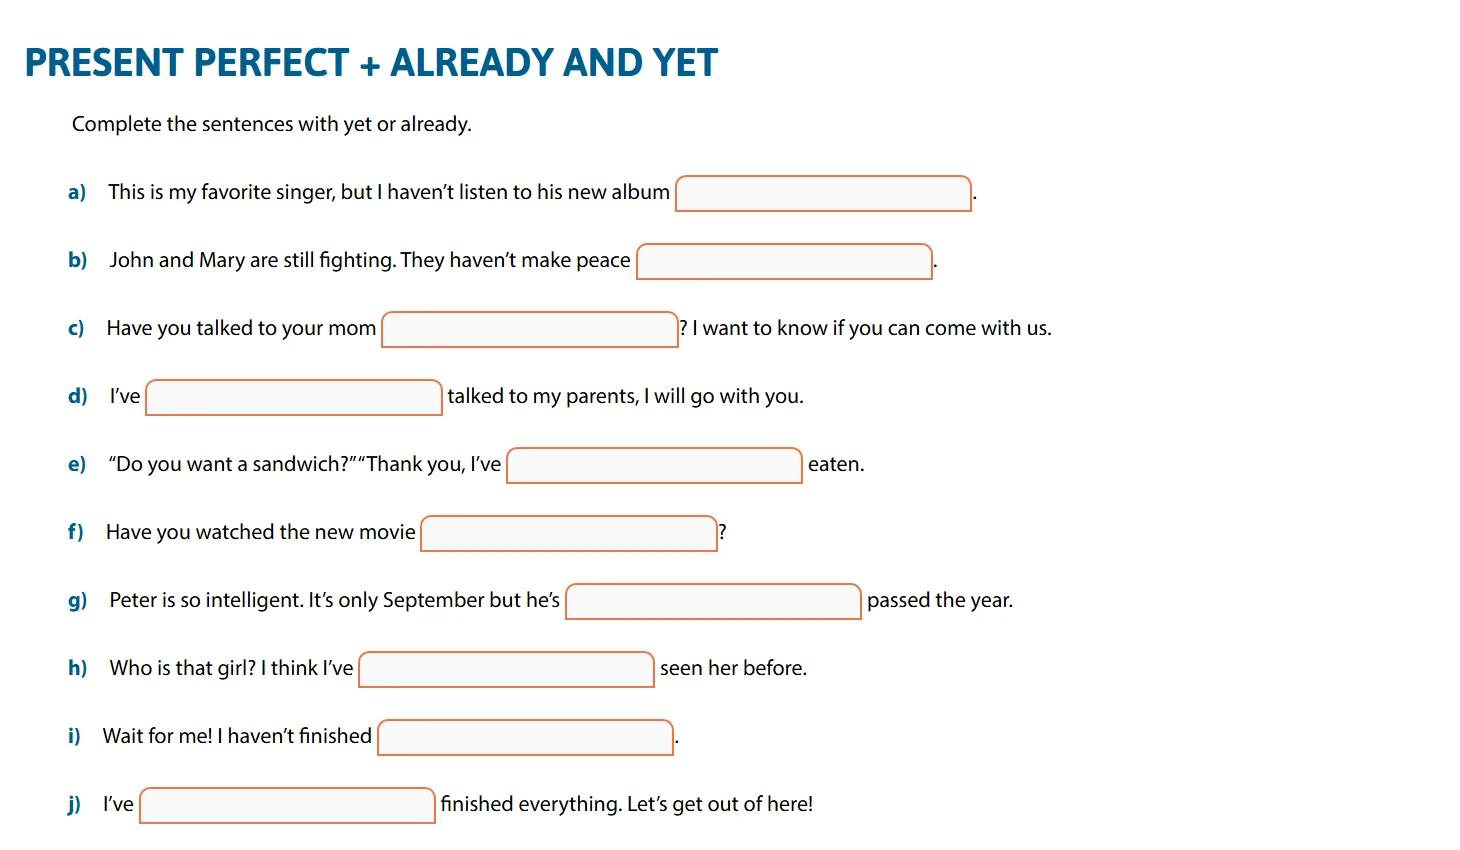 PRESENT PERFECT + ALREADY AND YET
Complete the sentences with yet or already.
a) This is my favorite singer, but I haven’t listen to his new album .
b) John and Mary are still fighting. They haven’t make peace .
c) Have you talked to your mom ? I want to know if you can come with us.
d) I’ve talked to my parents, I will go with you.
e) “Do you want a sandwich?”“Thank you, I’ve eaten.
f) Have you watched the new movie ?
g) Peter is so intelligent. It’s only September but he’s passed the year.
h) Who is that girl? I think I’ve seen her before.
i) Wait for me! I haven’t finished .
j) I’ve finished everything. Let’s get out of here!